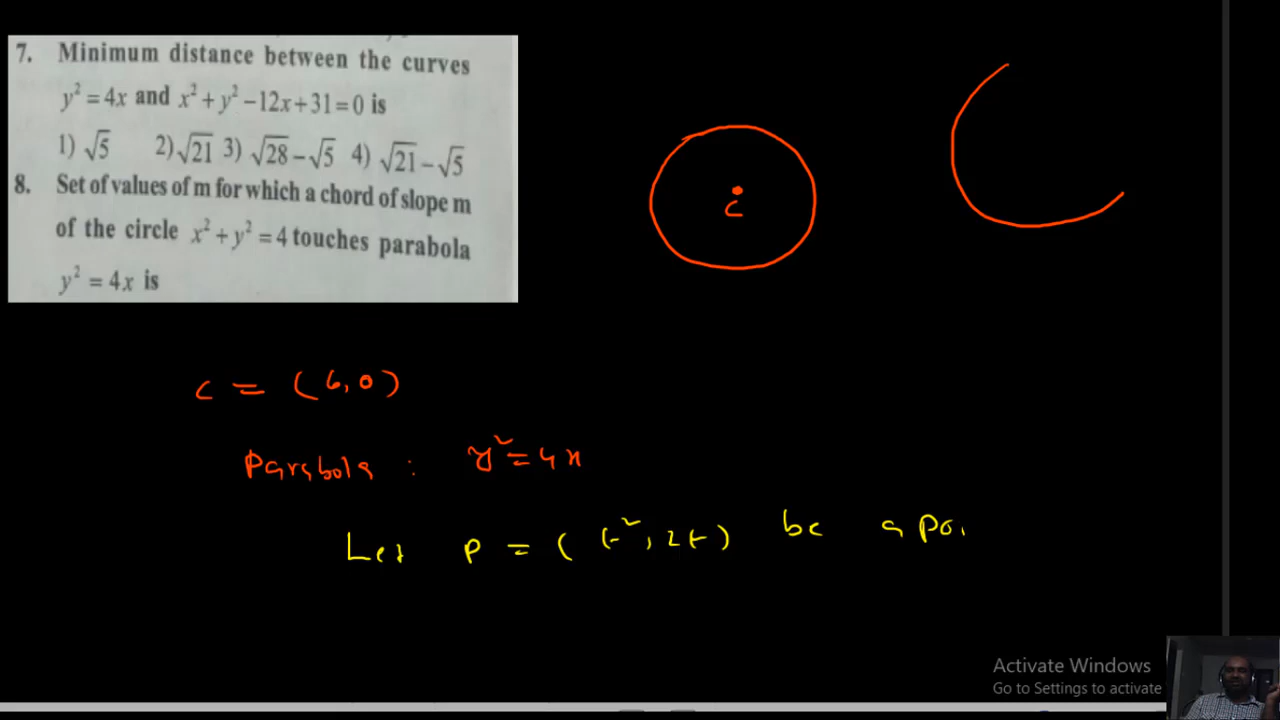 7. Minimum distance between the curves
y² = 4x and x² + y² − 12x + 31 = 0 is
1) √5 2) √21 3) √28 − √5 4) √21 − √5
8. Set of values of m for which a chord of slope m
of the circle x² + y² = 4 touches parabola
y² = 4x is
c
c = (6,0)
Parabola : y² = 4x
Let P = (t², 2t) be a poi
Activate Windows
Go to Settings to activate